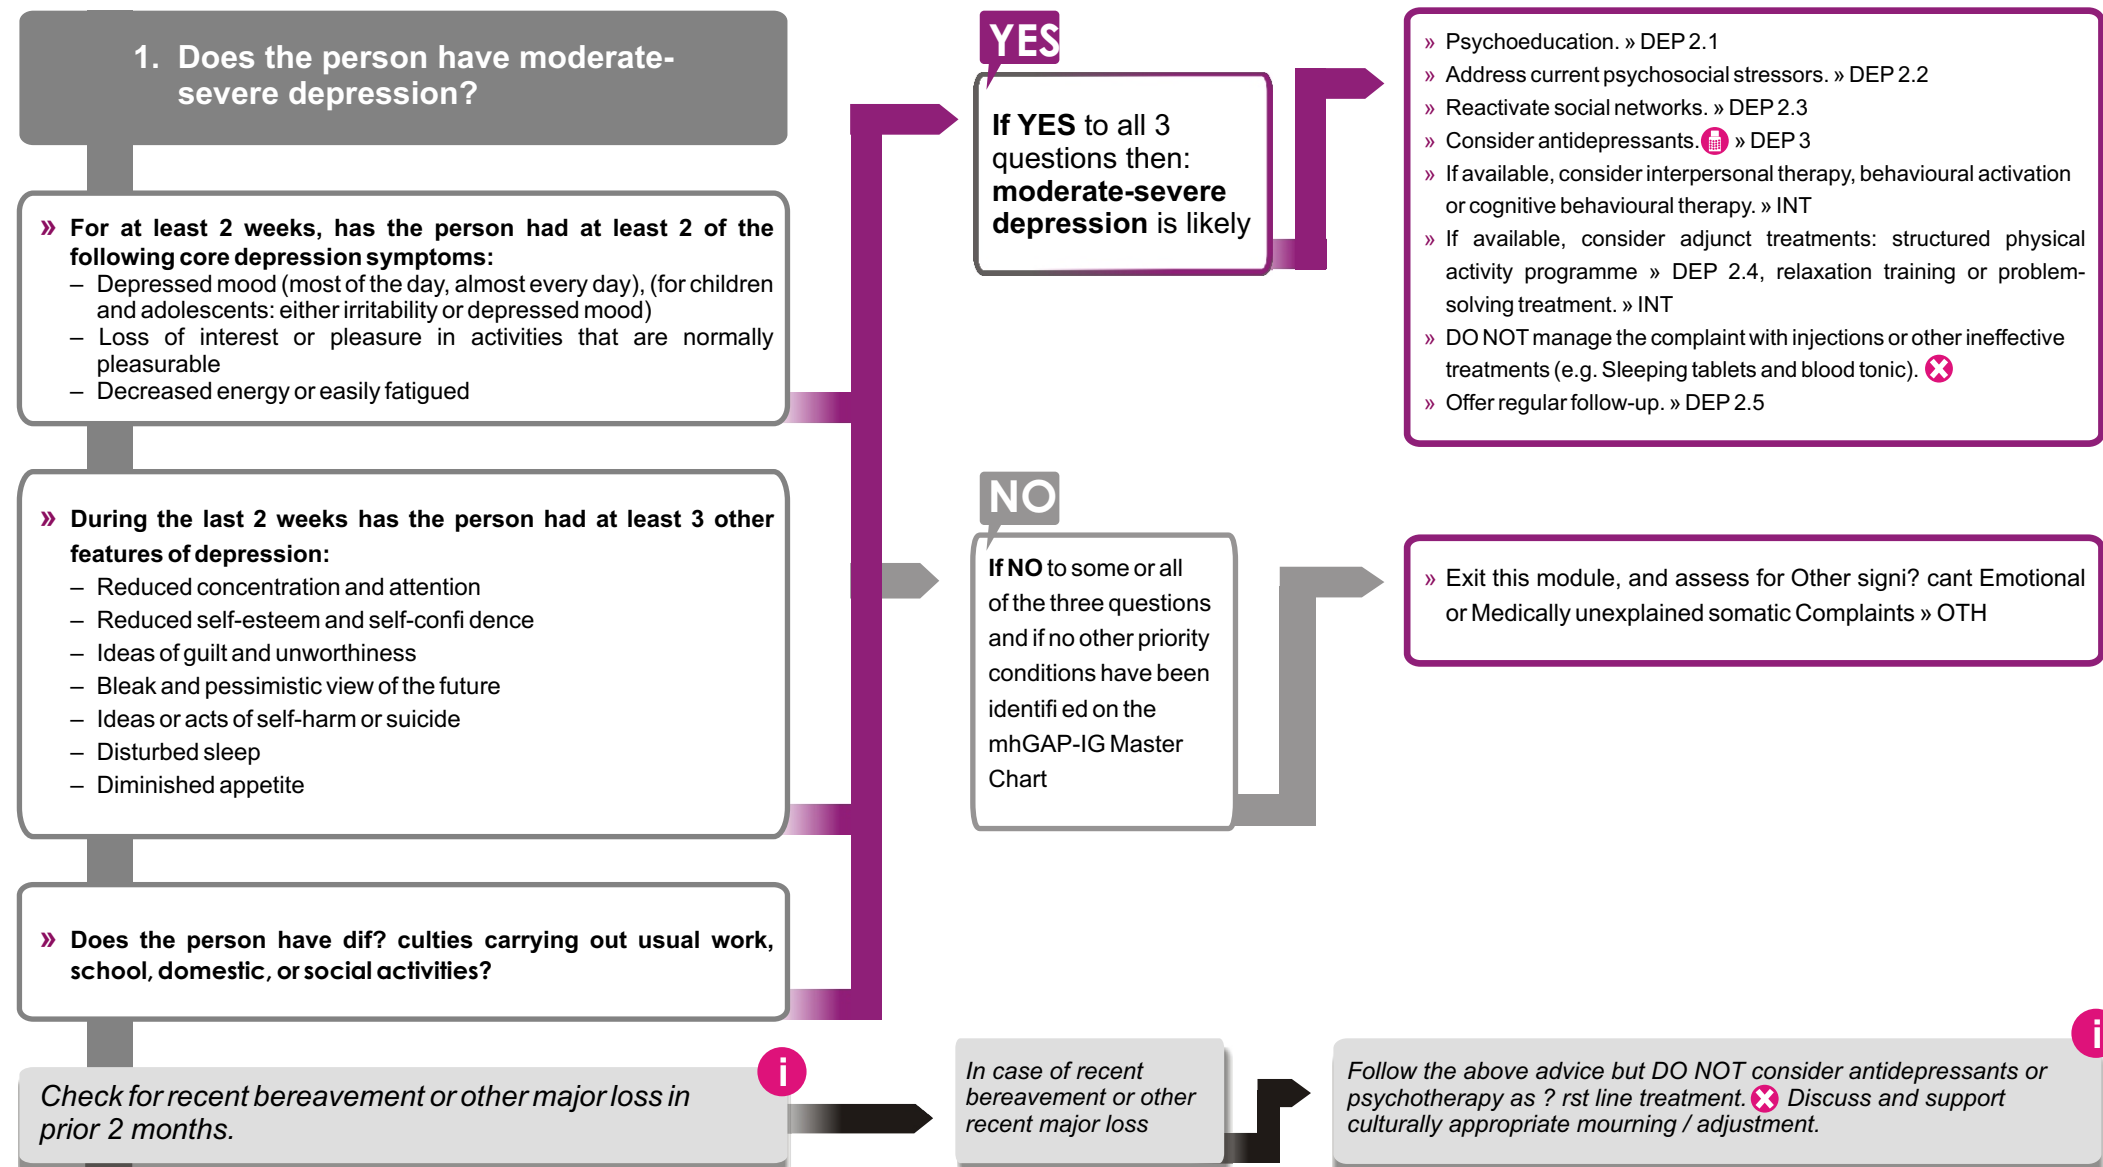 1. Does the person have moderate-
severe depression?
» For at least 2 weeks, has the person had at least 2 of the
following core depression symptoms:
– Depressed mood (most of the day, almost every day), (for children
and adolescents: either irritability or depressed mood)
– Loss of interest or pleasure in activities that are normally
pleasurable
– Decreased energy or easily fatigued
» During the last 2 weeks has the person had at least 3 other
features of depression:
– Reduced concentration and attention
– Reduced self-esteem and self-confi dence
– Ideas of guilt and unworthiness
– Bleak and pessimistic view of the future
– Ideas or acts of self-harm or suicide
– Disturbed sleep
– Diminished appetite
» Does the person have dif? culties carrying out usual work,
school, domestic, or social activities?
YES
If YES to all 3
questions then:
moderate-severe
depression is likely
» Psychoeducation. » DEP 2.1
» Address current psychosocial stressors. » DEP 2.2
» Reactivate social networks. » DEP 2.3
» Consider antidepressants. » DEP 3
» If available, consider interpersonal therapy, behavioural activation
or cognitive behavioural therapy. » INT
» If available, consider adjunct treatments: structured physical
activity programme » DEP 2.4, relaxation training or problem-
solving treatment. » INT
» DO NOT manage the complaint with injections or other ineffective
treatments (e.g. Sleeping tablets and blood tonic).
» Offer regular follow-up. » DEP 2.5
NO
If NO to some or all
of the three questions
and if no other priority
conditions have been
identifi ed on the
mhGAP-IG Master
Chart
» Exit this module, and assess for Other signi? cant Emotional
or Medically unexplained somatic Complaints » OTH
i
Check for recent bereavement or other major loss in
prior 2 months.
In case of recent
bereavement or other
recent major loss
i
Follow the above advice but DO NOT consider antidepressants or
psychotherapy as ? rst line treatment. Discuss and support
culturally appropriate mourning / adjustment.